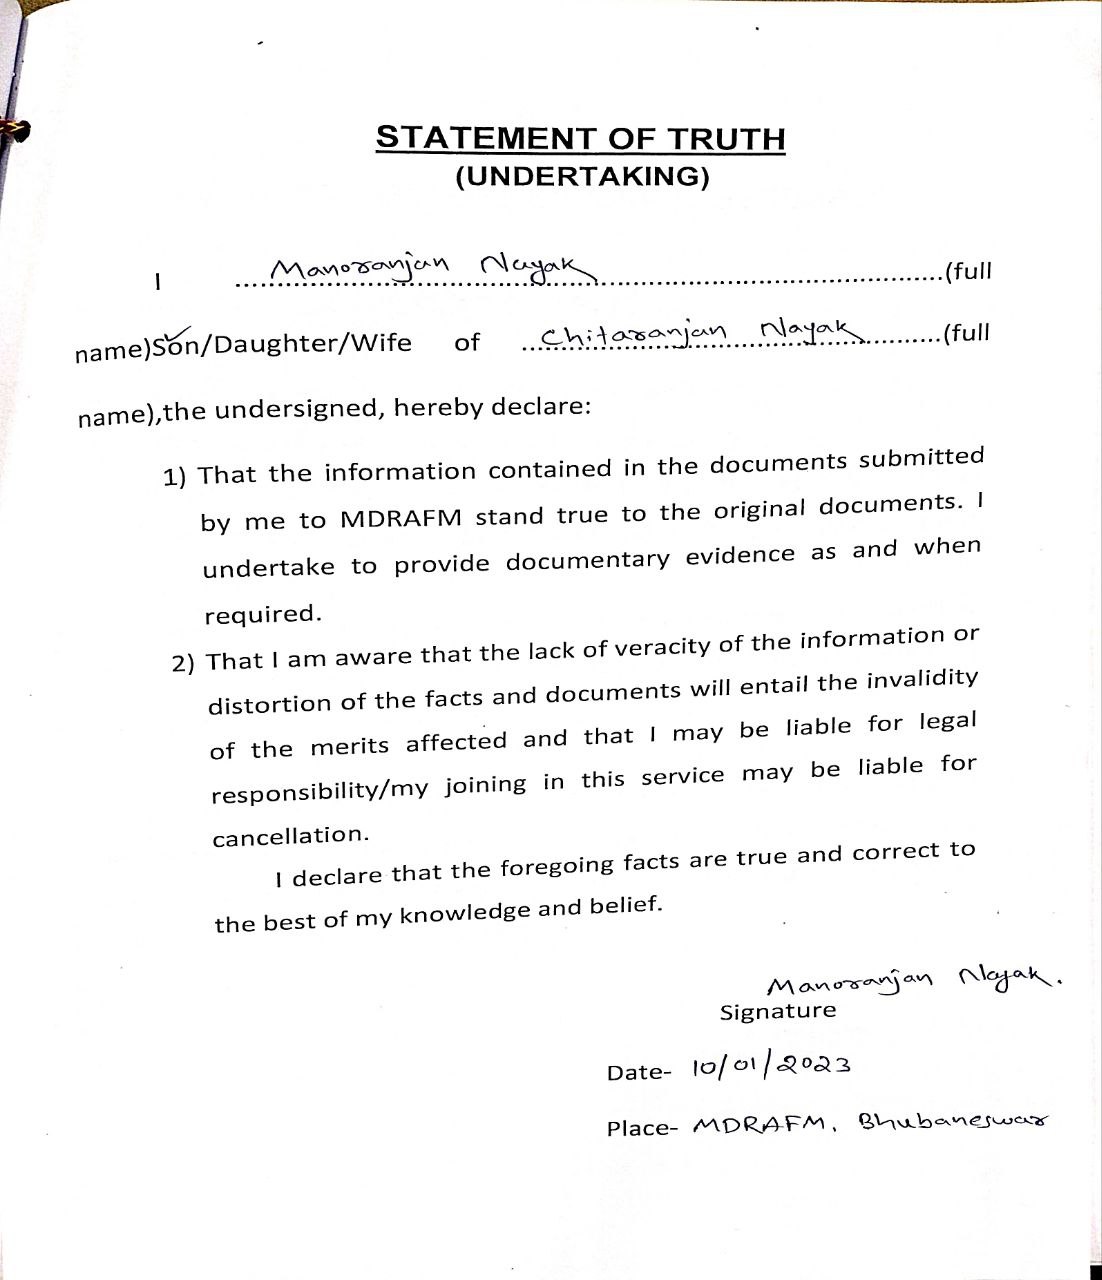 STATEMENT OF TRUTH
(UNDERTAKING)
I ........Manoranjan Nayak........(full
name)Son/Daughter/Wife of ........Chitaranjan Nayak........(full
name),the undersigned, hereby declare:
1) That the information contained in the documents submitted
by me to MDRAFM stand true to the original documents. I
undertake to provide documentary evidence as and when
required.
2) That I am aware that the lack of veracity of the information or
distortion of the facts and documents will entail the invalidity
of the merits affected and that I may be liable for legal
responsibility/my joining in this service may be liable for
cancellation.
I declare that the foregoing facts are true and correct to
the best of my knowledge and belief.
Manoranjan Nayak.
Signature
Date- 10/01/2023
Place- MDRAFM, Bhubaneswar